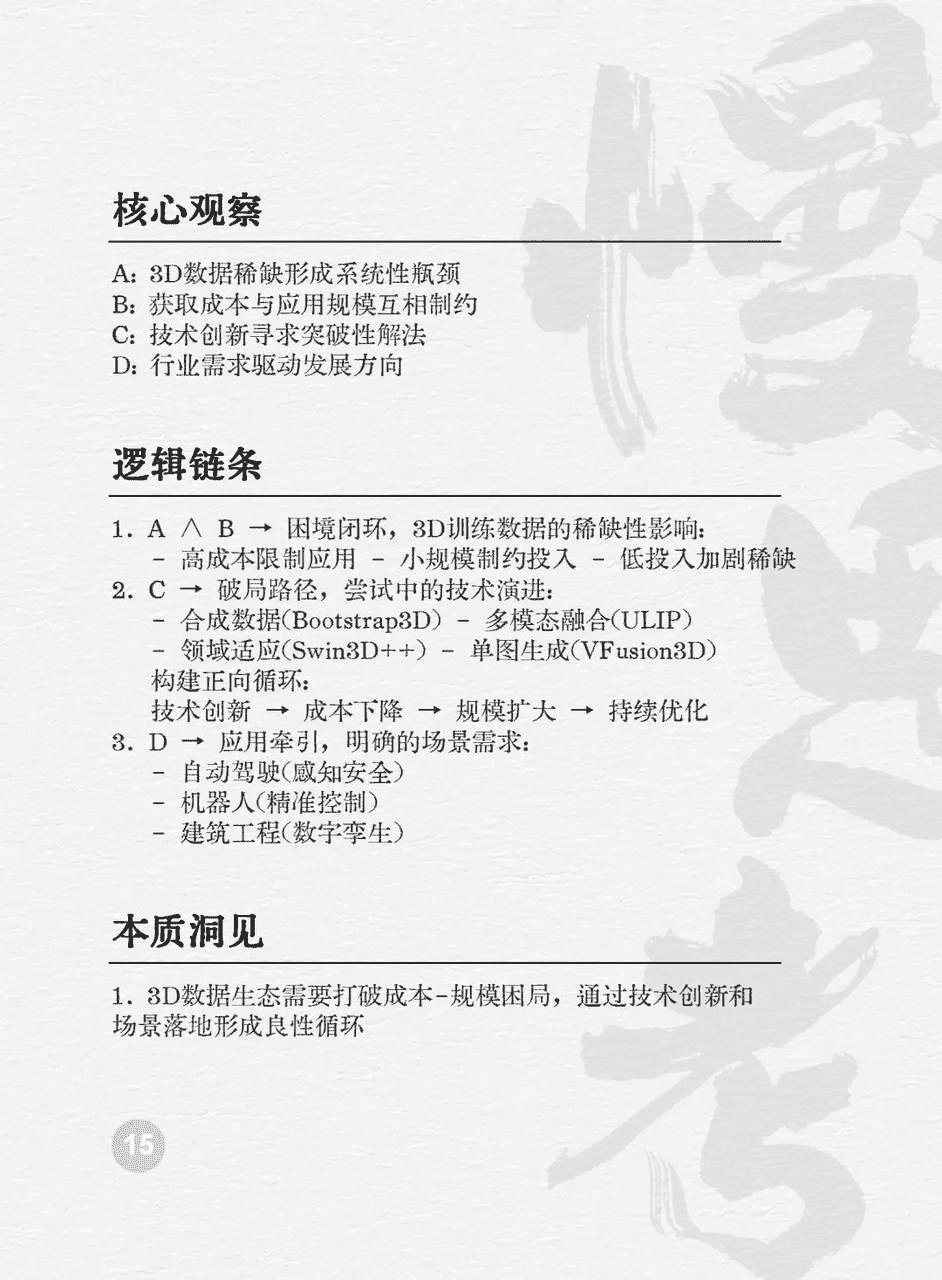 核心观察
A: 3D数据稀缺形成系统性瓶颈
B: 获取成本与应用规模互相制约
C: 技术创新寻求突破性解法
D: 行业需求驱动发展方向
逻辑链条
1. A ∧ B → 困境闭环，3D训练数据的稀缺性影响:
- 高成本限制应用 - 小规模制约投入 - 低投入加剧稀缺
2. C → 破局路径，尝试中的技术演进:
- 合成数据(Bootstrap3D) - 多模态融合(ULIP)
- 领域适应(Swin3D++) - 单图生成(VFusion3D)
构建正向循环:
技术创新 → 成本下降 → 规模扩大 → 持续优化
3. D → 应用牵引，明确的场景需求:
- 自动驾驶(感知安全)
- 机器人(精准控制)
- 建筑工程(数字孪生)
本质洞见
1. 3D数据生态需要打破成本-规模困局，通过技术创新和
场景落地形成良性循环
15
慢思考